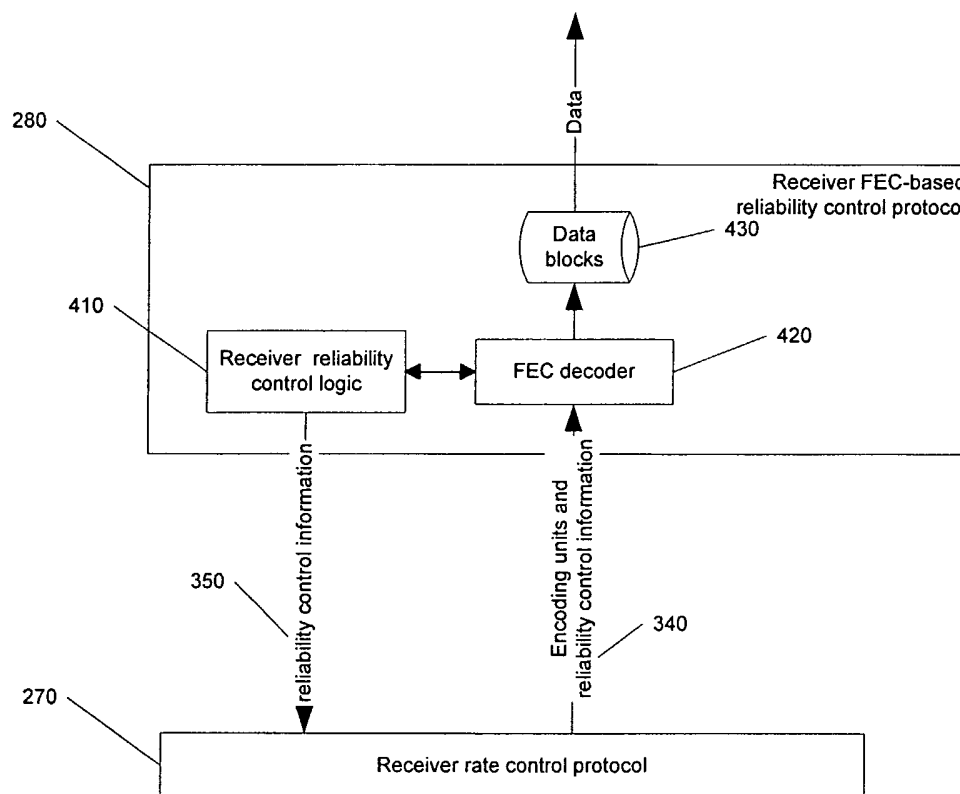 Data
280
Receiver FEC-based
reliability control protocol
Data
blocks
430
410
Receiver reliability
control logic
FEC decoder
420
reliability control information
Encoding units and
reliability control information
350
340
270
Receiver rate control protocol